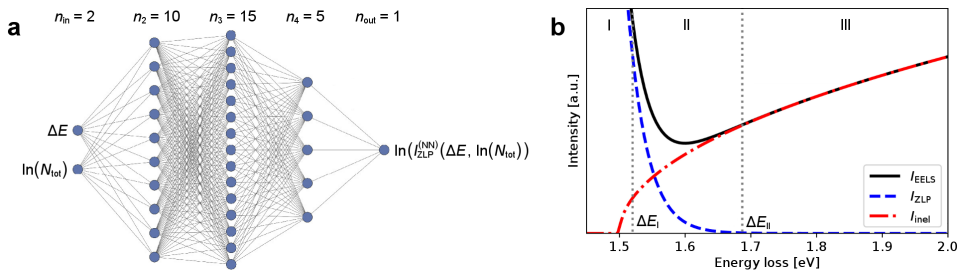 a
n_in = 2
n_2 = 10
n_3 = 15
n_4 = 5
n_out = 1
ΔE
ln(N_tot)
ln(I_ZLP^(NN)(ΔE, ln(N_tot)))
b
I
II
III
Intensity [a.u.]
I_EELS
I_ZLP
I_inel
ΔE_I
ΔE_II
1.5
1.6
1.7
1.8
1.9
2.0
Energy loss [eV]